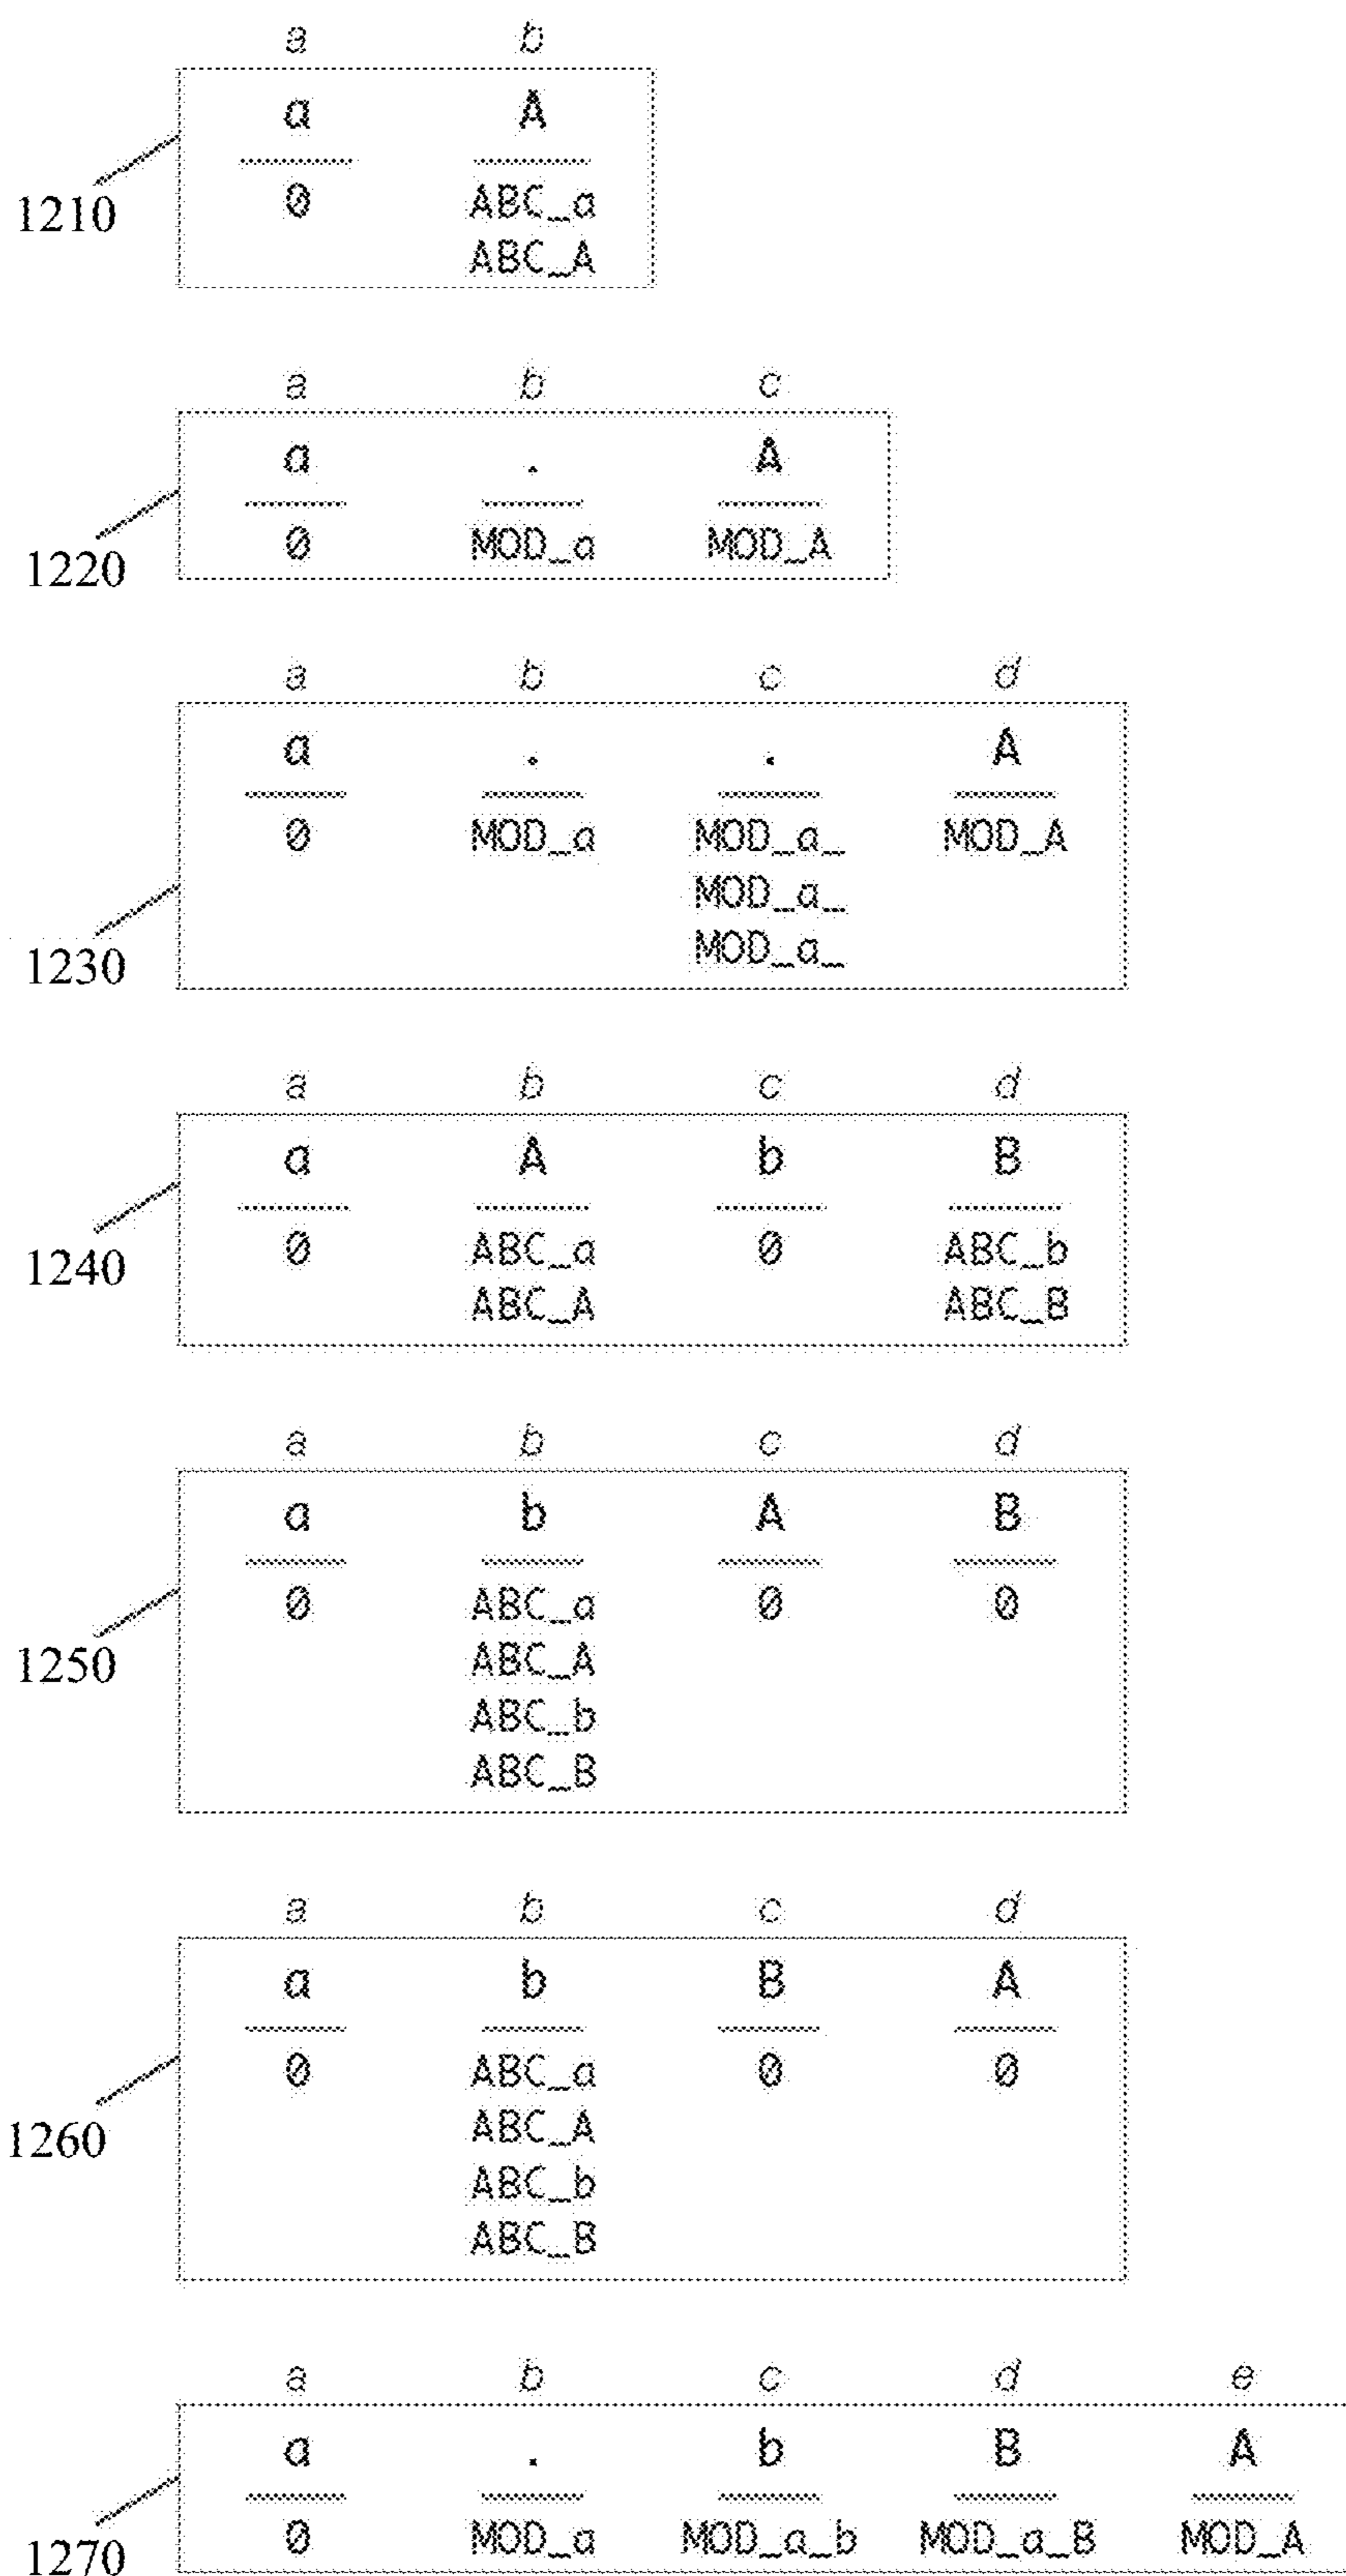 a b
a A
1210
0 ABC_a
ABC_A
a b c
a . A
1220
0 MOD_a MOD_A
a b c d
a . . A
0 MOD_a MOD_a_ MOD_A
MOD_a_
1230
MOD_a_
a b c d
a A b B
1240
0 ABC_a 0 ABC_b
ABC_A ABC_B
a b c d
a b A B
0 ABC_a 0 0
1250
ABC_A
ABC_b
ABC_B
a b c d
a b B A
0 ABC_a 0 0
1260
ABC_A
ABC_b
ABC_B
a b c d e
a . b B A
0 MOD_a MOD_a_b MOD_a_B MOD_A
1270